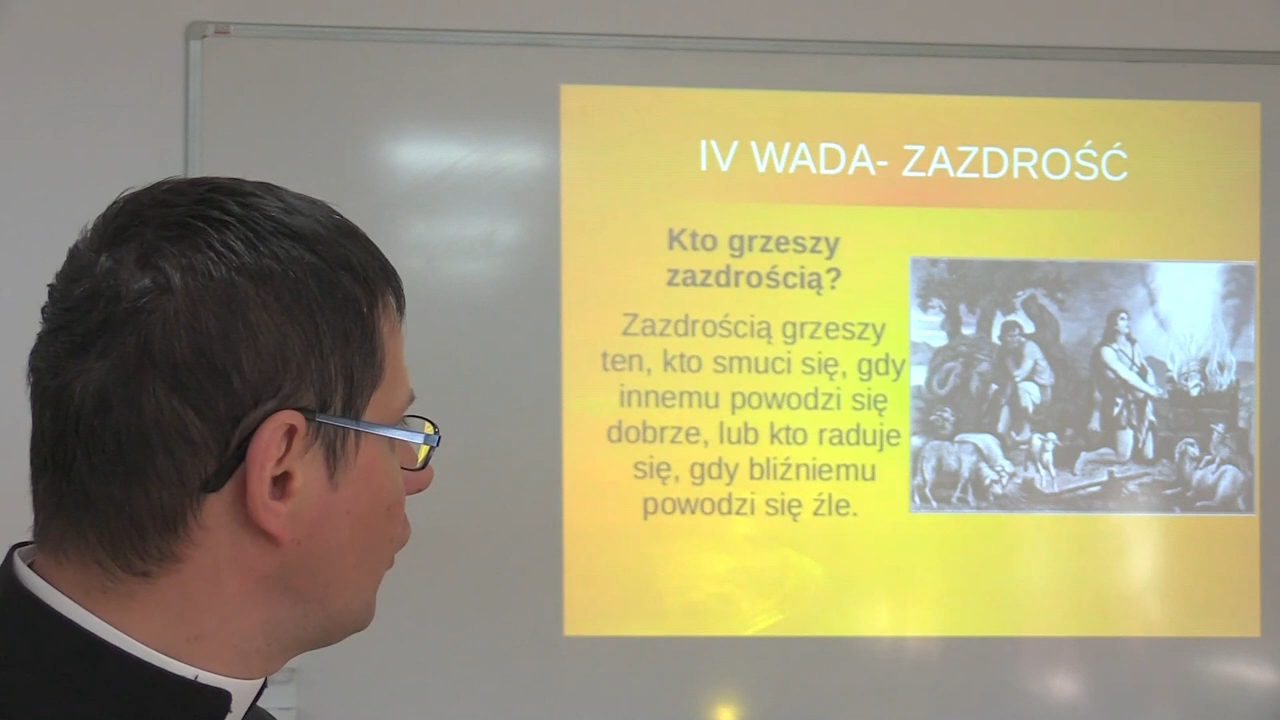 IV WADA- ZAZDROŚĆ
Kto grzeszy
zazdrością?
Zazdrością grzeszy
ten, kto smuci się, gdy
innemu powodzi się
dobrze, lub kto raduje
się, gdy bliźniemu
powodzi się źle.